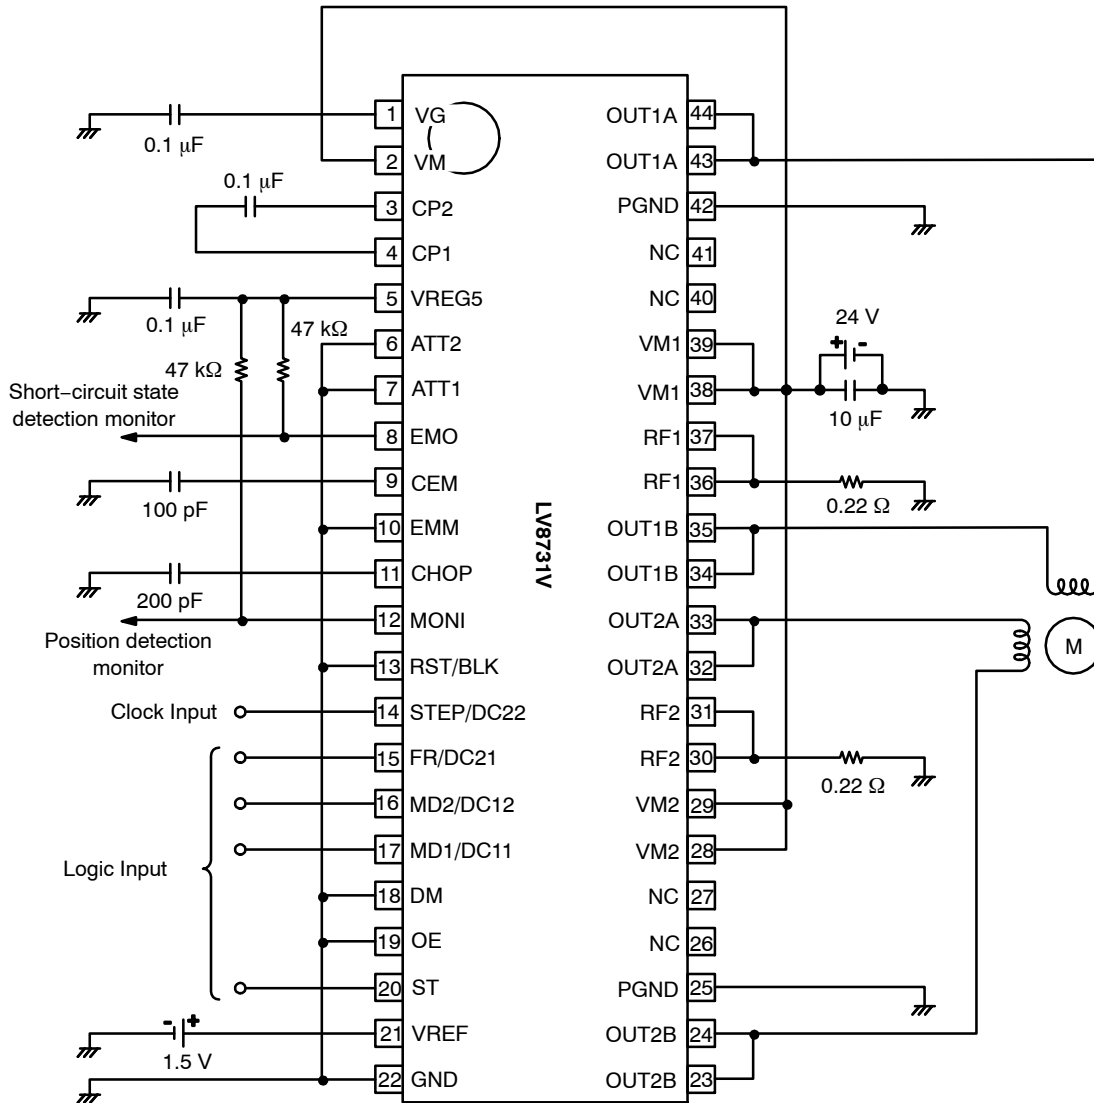 1 VG
0.1 μF
2 VM
0.1 μF
3 CP2
4 CP1
5 VREG5
0.1 μF
47 kΩ
47 kΩ
6 ATT2
7 ATT1
Short−circuit state
detection monitor
8 EMO
9 CEM
100 pF
10 EMM
11 CHOP
200 pF
12 MONI
Position detection
monitor
13 RST/BLK
Clock Input
14 STEP/DC22
15 FR/DC21
16 MD2/DC12
17 MD1/DC11
Logic Input
18 DM
19 OE
20 ST
- +
21 VREF
1.5 V
22 GND
LV8731V
OUT1A 44
OUT1A 43
PGND 42
NC 41
NC 40
24 V
+ -
VM1 39
VM1 38
10 μF
RF1 37
RF1 36
0.22 Ω
OUT1B 35
OUT1B 34
OUT2A 33
M
OUT2A 32
RF2 31
RF2 30
0.22 Ω
VM2 29
VM2 28
NC 27
NC 26
PGND 25
OUT2B 24
OUT2B 23